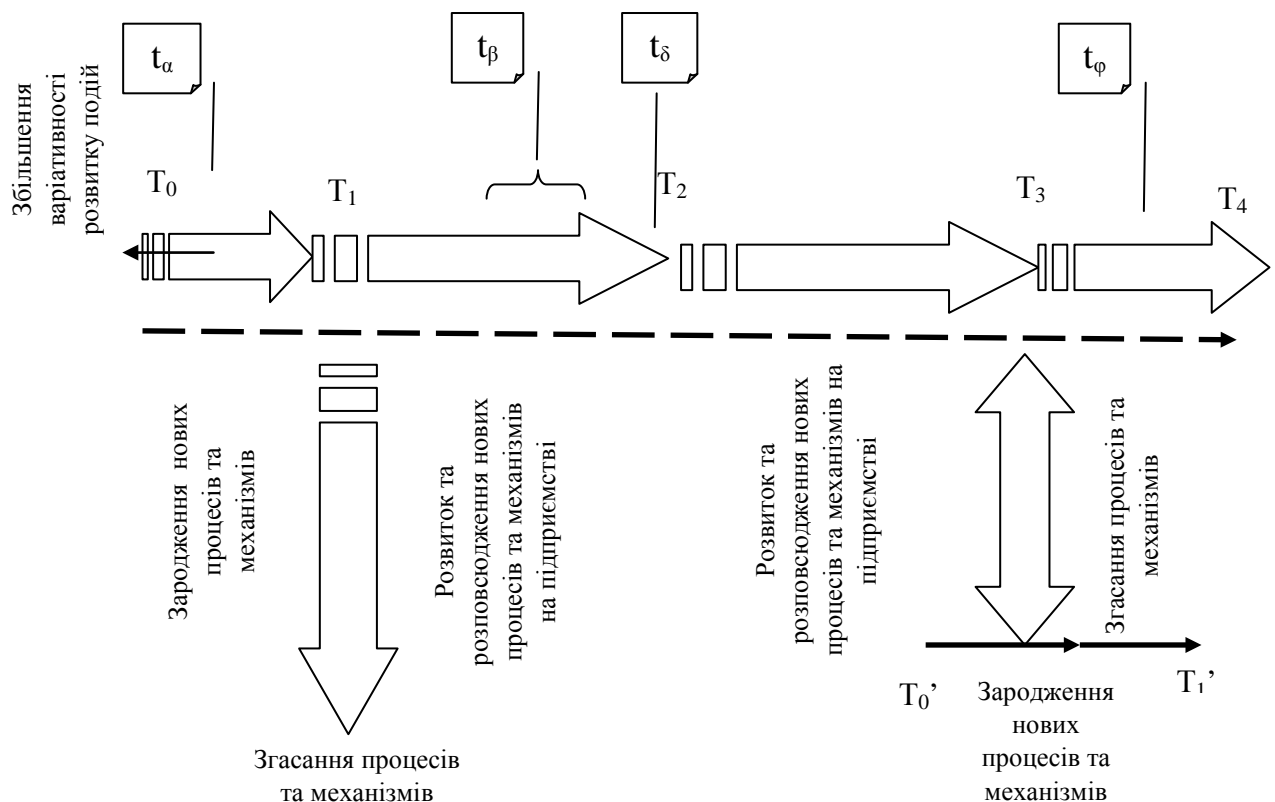 tα
tβ
tδ
tφ
Збільшення
варіативності
розвитку подій
T0
T1
T2
T3
T4
Зародження нових
процесів та
механізмів
Розвиток та
розповсюдження нових
процесів та механізмів
на підприємстві
Розвиток та
розповсюдження нових
процесів та механізмів на
підприємстві
Згасання процесів та
механізмів
T0’
T1’
Згасання процесів
та механізмів
Зародження
нових
процесів та
механізмів